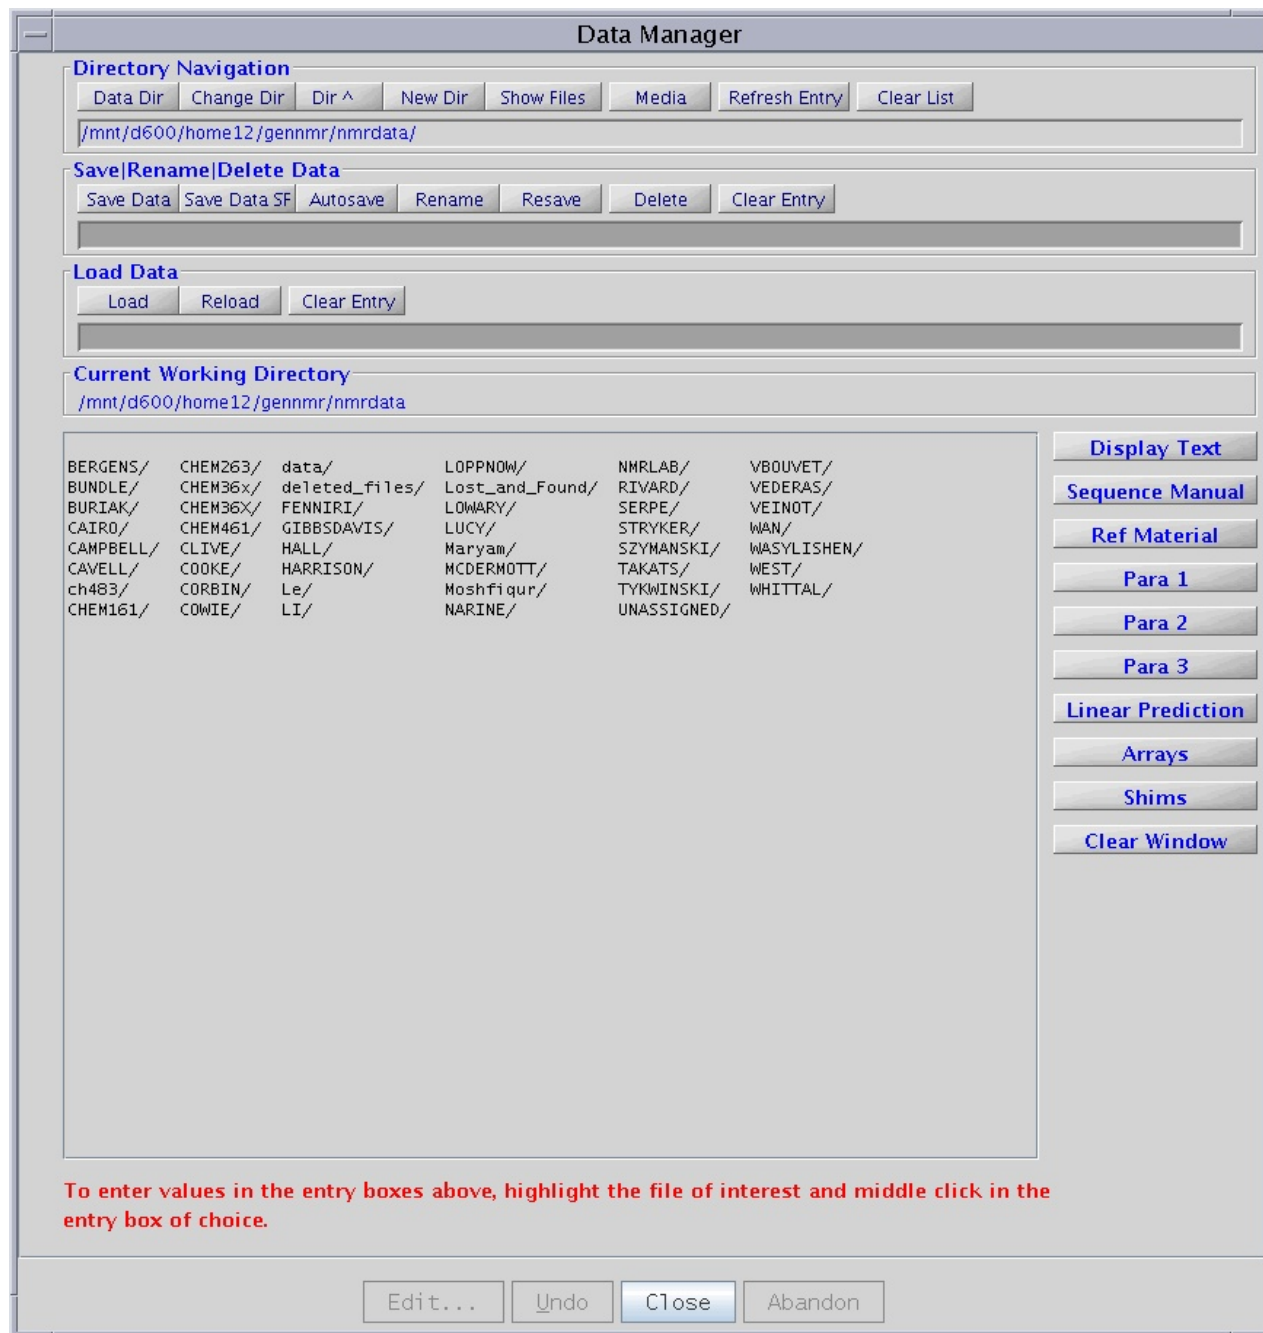 Data Manager
Directory Navigation
Data Dir Change Dir Dir ^ New Dir Show Files Media Refresh Entry Clear List
/mnt/d600/home12/gennmr/nmrdata/
Save|Rename|Delete Data
Save Data Save Data SF Autosave Rename Resave Delete Clear Entry
Load Data
Load Reload Clear Entry
Current Working Directory
/mnt/d600/home12/gennmr/nmrdata
BERGENS/ CHEM263/ data/ LOPPNOW/ NMRLAB/ VBOUVET/
BUNDLE/ CHEM36x/ deleted_files/ Lost_and_Found/ RIVARD/ VEDERAS/
BURIAK/ CHEM36X/ FENNIRI/ LOWARY/ SERPE/ VEINOT/
CAIRO/ CHEM461/ GIBBSDAVIS/ LUCY/ STRYKER/ WAN/
CAMPBELL/ CLIVE/ HALL/ Maryam/ SZYMANSKI/ WASYLISHEN/
CAVELL/ COOKE/ HARRISON/ MCDERMOTT/ TAKATS/ WEST/
ch483/ CORBIN/ Le/ Moshfiqur/ TYKWINSKI/ WHITTAL/
CHEM161/ COWIE/ LI/ NARINE/ UNASSIGNED/
Display Text
Sequence Manual
Ref Material
Para 1
Para 2
Para 3
Linear Prediction
Arrays
Shims
Clear Window
To enter values in the entry boxes above, highlight the file of interest and middle click in the
entry box of choice.
Edit... Undo Close Abandon